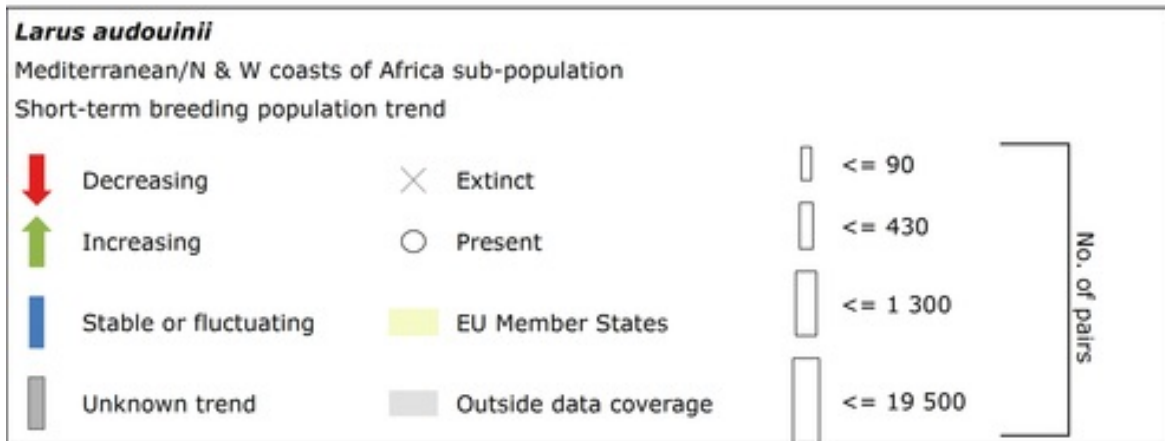 Larus audouinii
Mediterranean/N & W coasts of Africa sub-population
Short-term breeding population trend
Decreasing
Increasing
Stable or fluctuating
Unknown trend
Extinct
Present
EU Member States
Outside data coverage
<= 90
<= 430
<= 1 300
<= 19 500
No. of pairs